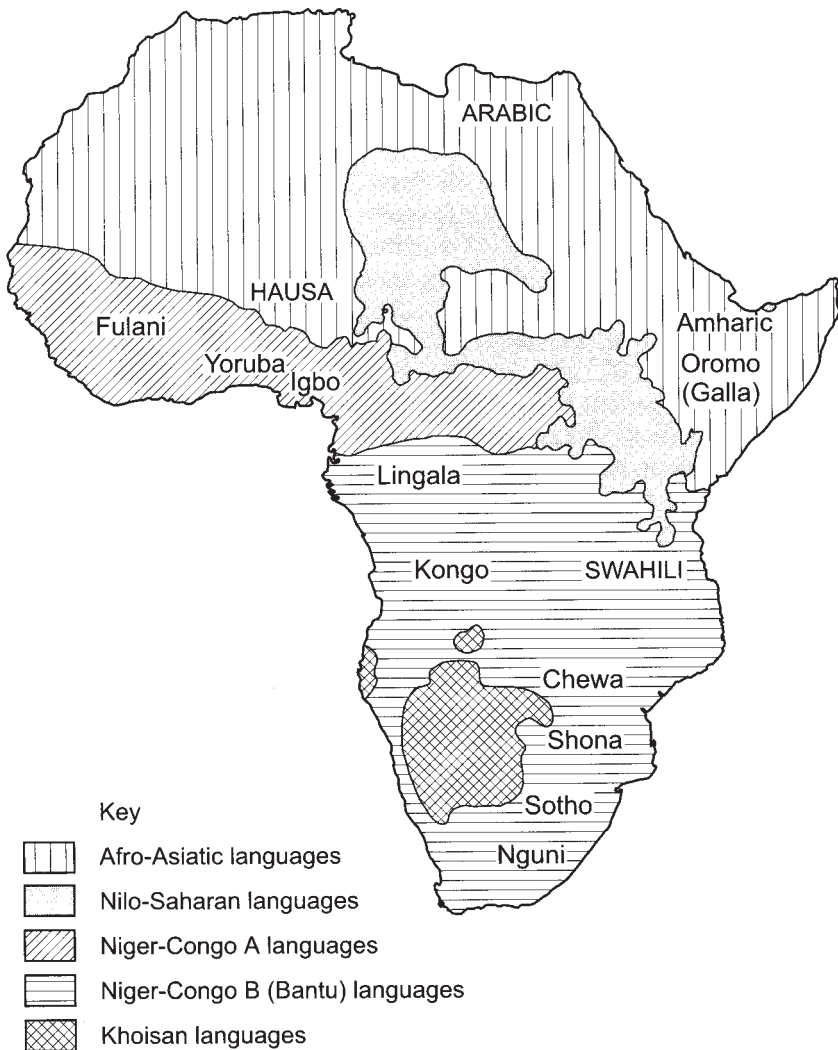 ARABIC
HAUSA
Fulani
Amharic
Yoruba
Oromo
Igbo
(Galla)
Lingala
Kongo
SWAHILI
Chewa
Shona
Sotho
Nguni
Key
Afro-Asiatic languages
Nilo-Saharan languages
Niger-Congo A languages
Niger-Congo B (Bantu) languages
Khoisan languages